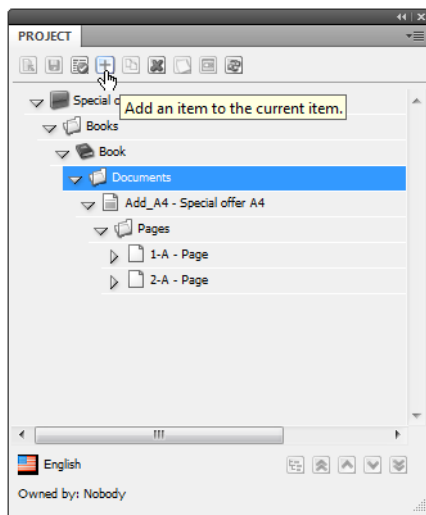 PROJECT
Special o
Add an item to the current item.
Books
Book
Documents
Add_A4 - Special offer A4
Pages
1-A - Page
2-A - Page
English
Owned by: Nobody